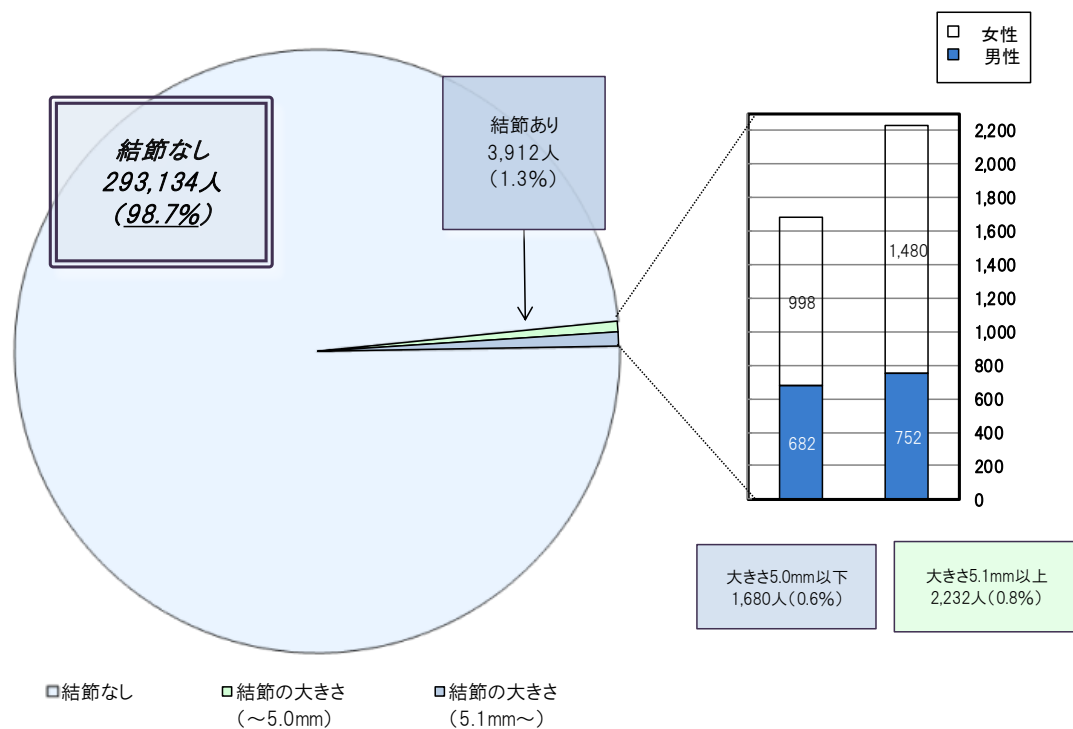 女性
男性
結節なし
293,134人
(98.7%)
結節あり
3,912人
(1.3%)
2,200
2,000
1,800
1,600
1,400
1,200
1,000
800
600
400
200
0
1,480
998
682
752
大きさ5.0mm以下
1,680人(0.6%)
大きさ5.1mm以上
2,232人(0.8%)
結節なし
結節の大きさ
(～5.0mm)
結節の大きさ
(5.1mm～)